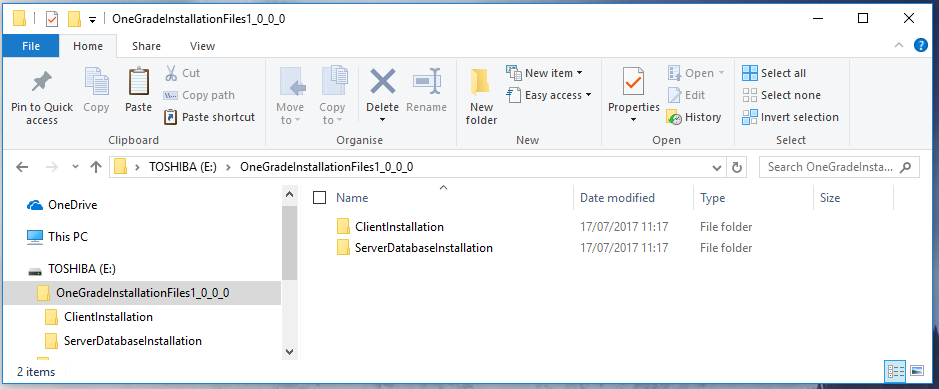 OneGradeInstallationFiles1_0_0_0
File Home Share View
Pin to Quick access
Copy
Paste
Cut
Copy path
Paste shortcut
Clipboard
Move to
Copy to
Delete
Rename
Organise
New folder
New item
Easy access
New
Properties
Open
Edit
History
Open
Select all
Select none
Invert selection
Select
TOSHIBA (E:) OneGradeInstallationFiles1_0_0_0
Search OneGradeInsta...
OneDrive
This PC
TOSHIBA (E:)
OneGradeInstallationFiles1_0_0_0
ClientInstallation
ServerDatabaseInstallation
Name Date modified Type Size
ClientInstallation 17/07/2017 11:17 File folder
ServerDatabaseInstallation 17/07/2017 11:17 File folder
2 items